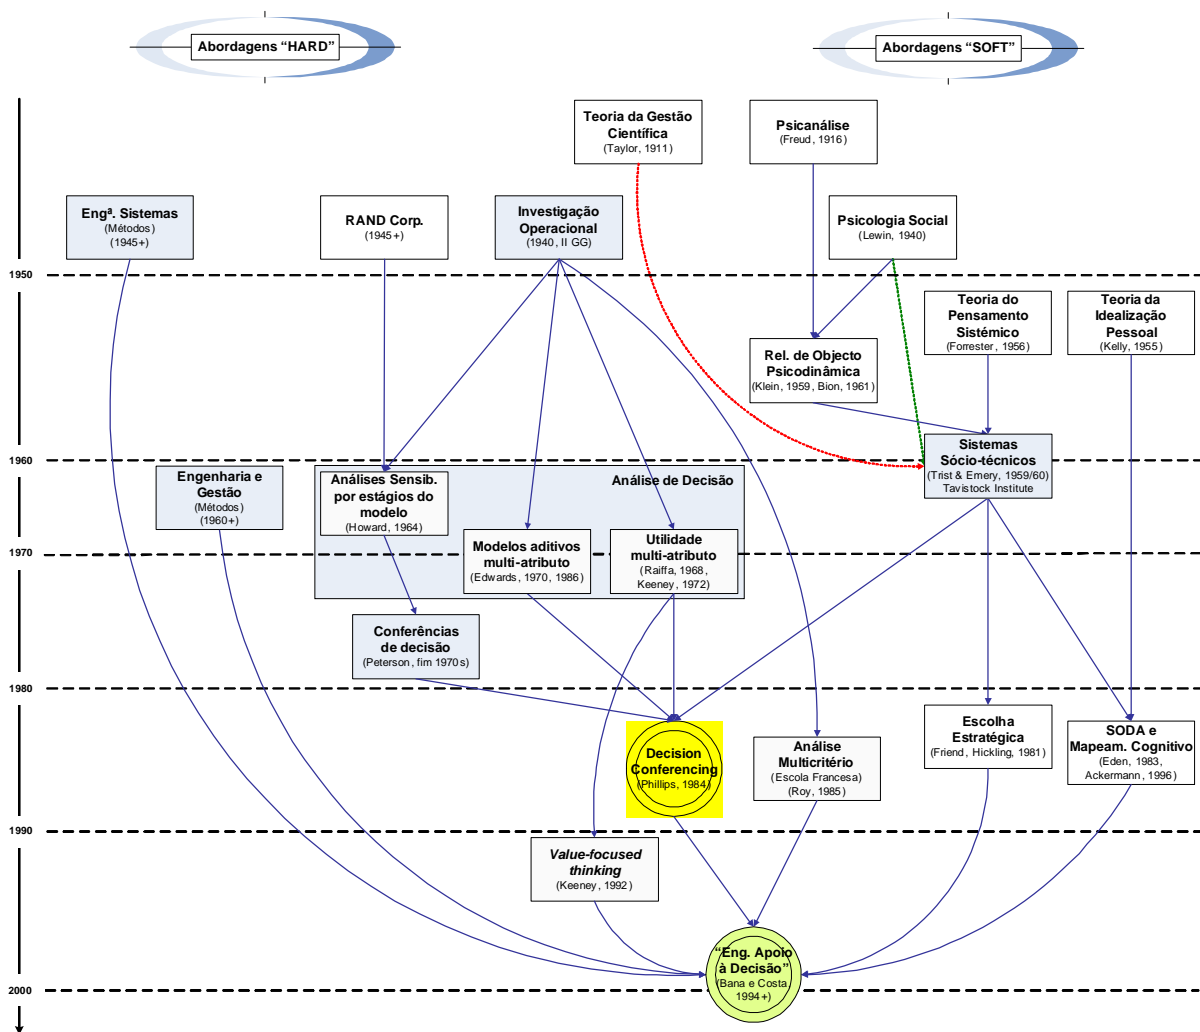 Abordagens “HARD”
Abordagens “SOFT”
Teoria da Gestão
Científica
(Taylor, 1911)
Psicanálise
(Freud, 1916)
Engª. Sistemas
(Métodos)
(1945+)
RAND Corp.
(1945+)
Investigação
Operacional
(1940, II GG)
Psicologia Social
(Lewin, 1940)
1950
Teoria do
Pensamento
Sistémico
(Forrester, 1956)
Teoria da
Idealização
Pessoal
(Kelly, 1955)
Rel. de Objecto
Psicodinâmica
(Klein, 1959, Bion, 1961)
1960
Sistemas
Sócio-técnicos
(Trist & Emery, 1959/60)
Tavistock Institute
Engenharia e
Gestão
(Métodos)
(1960+)
Análises Sensib.
por estágios do
modelo
(Howard, 1964)
Análise de Decisão
1970
Modelos aditivos
multi-atributo
(Edwards, 1970, 1986)
Utilidade
multi-atributo
(Raiffa, 1968,
Keeney, 1972)
Conferências
de decisão
(Peterson, fim 1970s)
1980
Decision
Conferencing
(Phillips, 1984)
Análise
Multicritério
(Escola Francesa)
(Roy, 1985)
Escolha
Estratégica
(Friend, Hickling, 1981)
SODA e
Mapeam. Cognitivo
(Eden, 1983,
Ackermann, 1996)
1990
Value-focused
thinking
(Keeney, 1992)
“Eng. Apoio
à Decisão”
(Bana e Costa
1994+)
2000